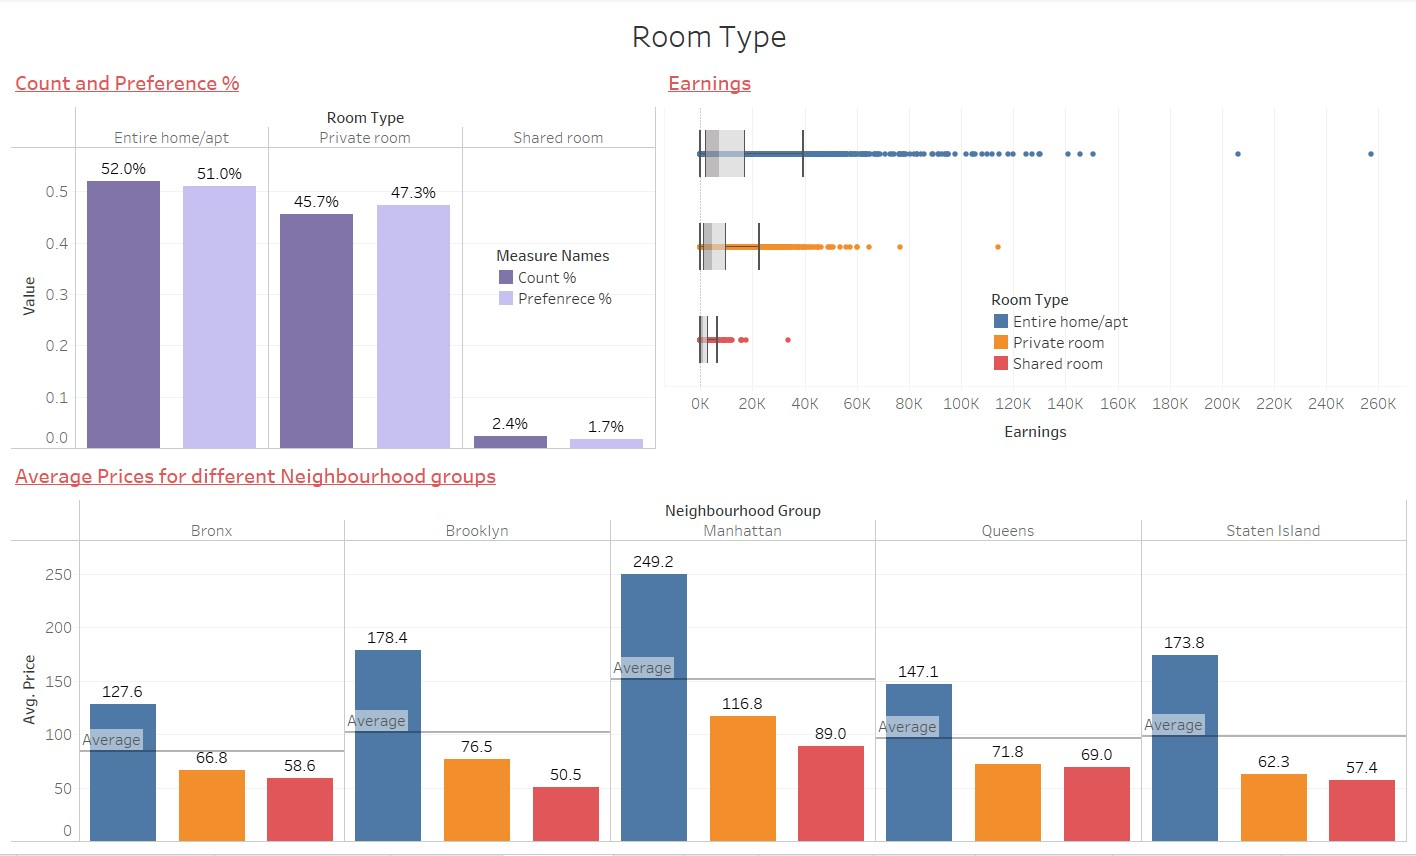 Room Type
Count and Preference %
Room Type
Entire home/apt Private room Shared room
52.0% 51.0% 45.7% 47.3% 2.4% 1.7%
0.5
0.4
0.3
0.2
0.1
0.0
Value
Measure Names
Count %
Prefenrece %
Earnings
Room Type
Entire home/apt
Private room
Shared room
0K 20K 40K 60K 80K 100K 120K 140K 160K 180K 200K 220K 240K 260K
Earnings
Average Prices for different Neighbourhood groups
Neighbourhood Group
Bronx Brooklyn Manhattan Queens Staten Island
250
200
150
100
50
0
Avg. Price
127.6 66.8 58.6
Average
178.4 76.5 50.5
Average
249.2 116.8 89.0
Average
147.1 71.8 69.0
Average
173.8 62.3 57.4
Average